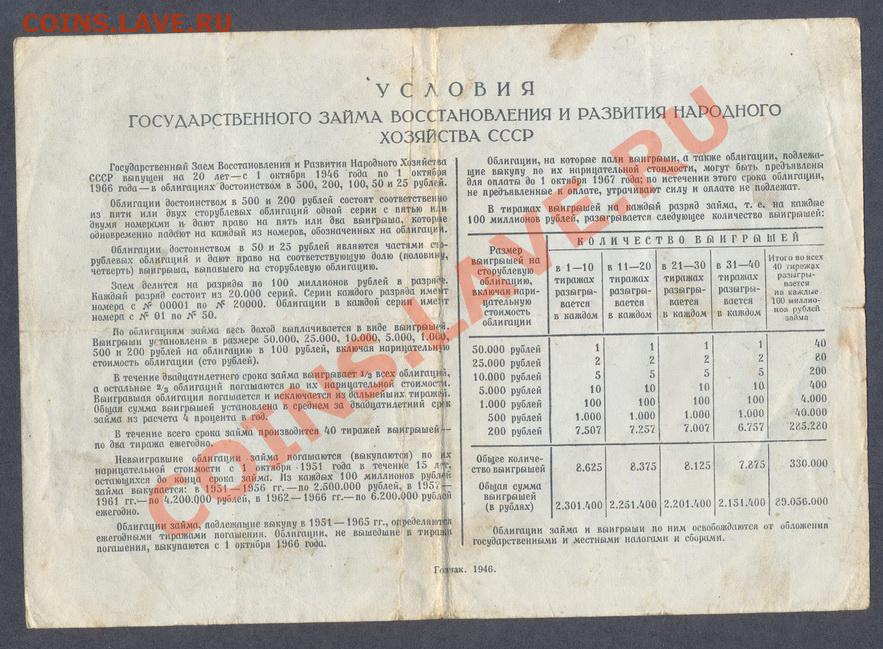 COINS.LAVE.RU
УСЛОВИЯ
ГОСУДАРСТВЕННОГО ЗАЙМА ВОССТАНОВЛЕНИЯ И РАЗВИТИЯ НАРОДНОГО
ХОЗЯЙСТВА СССР
Государственный Заем Восстановления и Развития Народного Хозяйства
СССР выпущен на 20 лет—с 1 октября 1946 года по 1 октября
1966 года—в облигациях достоинством в 500, 200, 100, 50 и 25 рублей.
Облигации достоинством в 500 и 200 рублей состоят соответственно
из пяти или двух сторублевых облигаций одной серии с пятью или
двумя номерами и дают право на пять или два выигрыша, которые
одновременно падают на каждый из номеров, обозначенных на облигации.
Облигации достоинством в 50 и 25 рублей являются частями сто-
рублевых облигаций и дают право на соответствующую долю (половину,
четверть) выигрыша, выпавшего на сторублевую облигацию.
Заем делится на разряды по 100 миллионов рублей в разряде.
Каждый разряд состоит из 20.000 серий. Серии каждого разряда имеют
номера с № 00001 по № 20000. Облигации в каждой серии имеют
номера с № 01 по № 50.
По облигациям займа весь доход выплачивается в виде выигрышей.
Выигрыши установлены в размере 50.000, 25.000, 10.000, 5.000, 1.000,
500 и 200 рублей на облигацию в 100 рублей, включая нарицательную
стоимость облигации (сто рублей).
В течение двадцатилетнего срока займа выигрывает 1/3 всех облигаций,
а остальные 2/3 облигаций погашаются по их нарицательной стоимости.
Выигравшая облигация погашается и исключается из дальнейших тиражей.
Общая сумма выигрышей установлена в среднем за двадцатилетний срок
займа из расчета 4 процента в год.
В течение всего срока займа производится 40 тиражей выигрышей—
по два тиража ежегодно.
Невыигравшие облигации займа погашаются (выкупаются) по их
нарицательной стоимости с 1 октября 1951 года в течение 15 лет,
остающихся до конца срока займа. Из каждых 100 миллионов рублей
займа выкупается: в 1951—1956 гг.—по 2.500.000 рублей, в 1957—
1961 гг.—по 4.200.000 рублей, в 1962—1966 гг.—по 6.200.000 рублей
ежегодно.
Облигации займа, подлежащие выкупу в 1951—1965 гг., определяются
ежегодными тиражами погашения. Облигации, не вышедшие в тиражи
погашения, выкупаются с 1 октября 1966 года.
Облигации, на которые пали выигрыши, а также облигации, подлежа-
щие выкупу по их нарицательной стоимости, могут быть предъявлены
для оплаты до 1 октября 1967 года; по истечении этого срока облигации,
не предъявленные к оплате, утрачивают силу и оплате не подлежат.
В тиражах выигрышей на каждый разряд займа, т. е. на каждые
100 миллионов рублей, разыгрывается следующее количество выигрышей:
Размер выигрышей на сторублевую облигацию, включая нарицательную стоимость облигации
КОЛИЧЕСТВО ВЫИГРЫШЕЙ
в 1—10 тиражах разыгры- вается в каждом
в 11—20 тиражах разыгры- вается в каждом
в 21—30 тиражах разыгры- вается в каждом
в 31—40 тиражах разыгры- вается в каждом
Итого во всех 40 тиражах разыгры- вается на каждые 100 миллио- нов рублей займа
50.000 рублей 1 1 1 1 40
25.000 рублей 2 2 2 2 80
10.000 рублей 5 5 5 5 200
5.000 рублей 10 10 10 10 400
1.000 рублей 100 100 100 100 4.000
500 рублей 1.000 1.000 1.000 1.000 40.000
200 рублей 7.507 7.257 7.007 6.757 285.280
Общее количе-
ство выигрышей 8.625 8.375 8.125 7.875 330.000
Общая сумма
выигрышей
(в рублях) 2.301.400 2.251.400 2.201.400 2.151.400 89.056.000
Облигации займа и выигрыши по ним освобождаются от обложения
государственными и местными налогами и сборами.
Гознак. 1946.
COINS.LAVE.RU